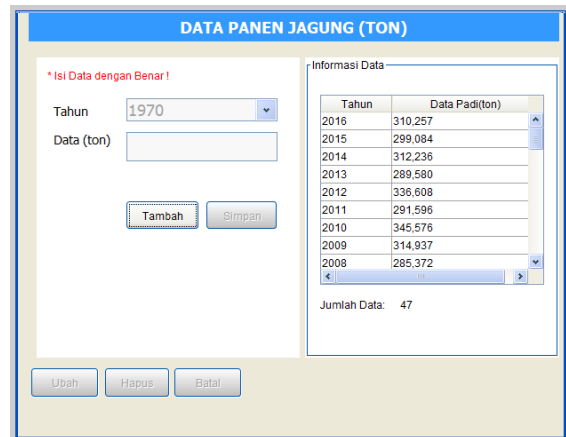 DATA PANEN JAGUNG (TON)
* Isi Data dengan Benar !
Tahun 1970
Data (ton)
Tambah Simpan
Informasi Data
Tahun Data Padi(ton)
2016 310,257
2015 299,084
2014 312,236
2013 289,580
2012 336,608
2011 291,596
2010 345,576
2009 314,937
2008 285,372
Jumlah Data: 47
Ubah Hapus Batal